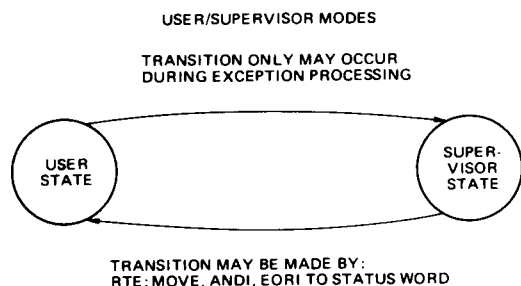 USER/SUPERVISOR MODES
TRANSITION ONLY MAY OCCUR
DURING EXCEPTION PROCESSING
USER
STATE
SUPER-
VISOR
STATE
TRANSITION MAY BE MADE BY:
RTE: MOVE, ANDI, EORI TO STATUS WORD